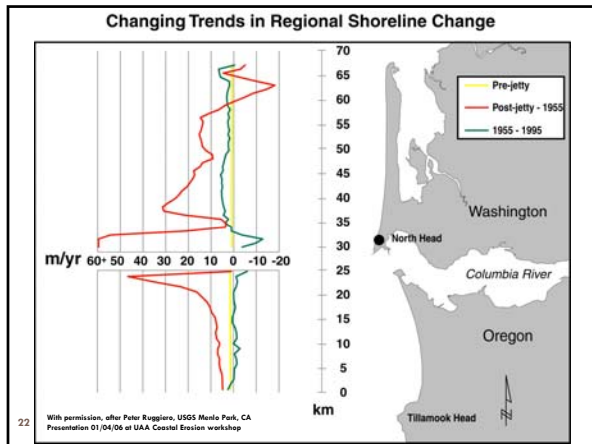 Changing Trends in Regional Shoreline Change
70
65
60
55
50
45
40
35
30
25
20
15
10
5
0
km
m/yr 60+ 50 40 30 20 10 0 -10 -20
Pre-jetty
Post-jetty - 1955
1955 - 1995
Washington
North Head
Columbia River
Oregon
Tillamook Head
N
22
With permission, after Peter Ruggiero, USGS Menlo Park, CA
Presentation 01/04/06 at UAA Coastal Erosion workshop